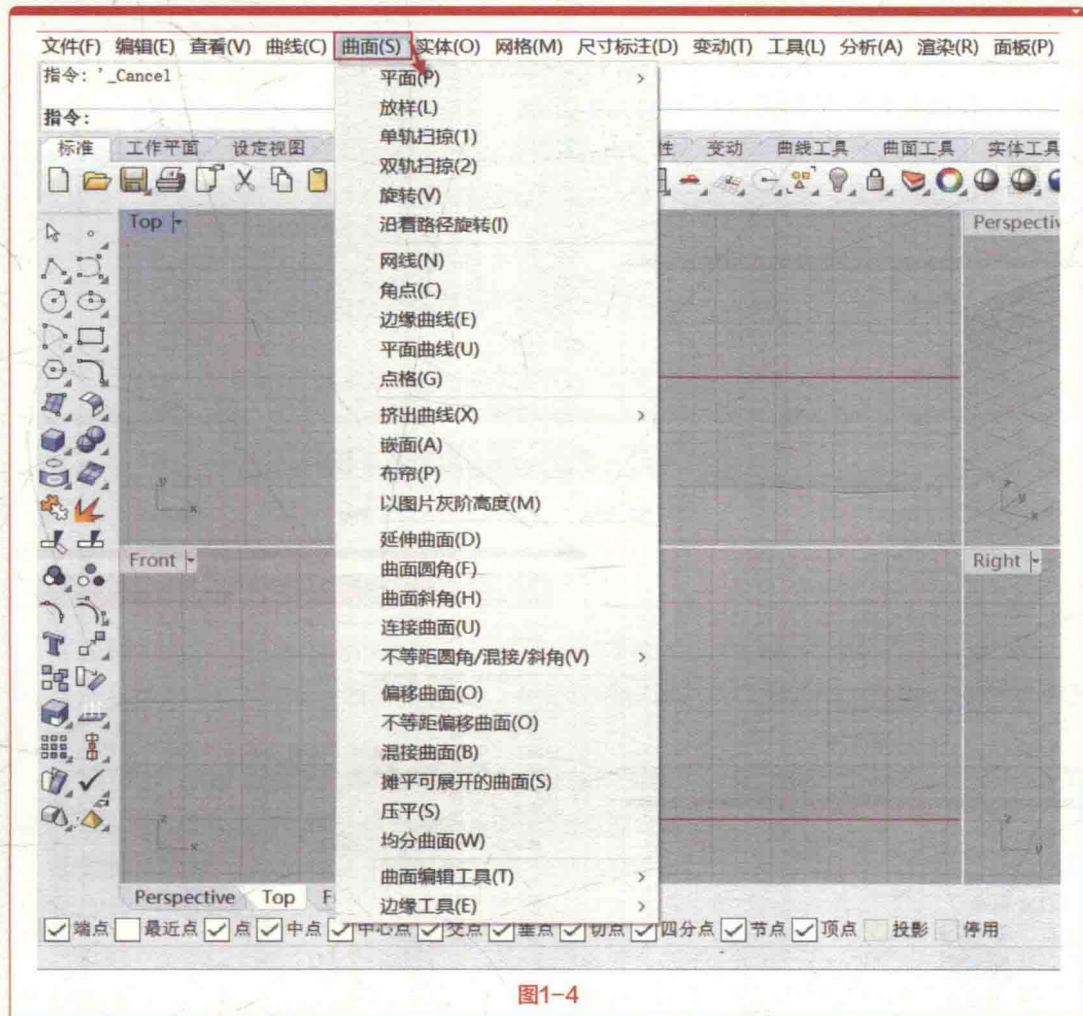 文件(F) 编辑(E) 查看(V) 曲线(C) 曲面(S) 实体(O) 网格(M) 尺寸标注(D) 变动(T) 工具(L) 分析(A) 渲染(R) 面板(P)
指令: '_Cancel
指令:
标准 工作平面 设定视图 性 变动 曲线工具 曲面工具 实体工具
平面(P)
放样(L)
单轨扫掠(1)
双轨扫掠(2)
旋转(V)
沿着路径旋转(I)
网线(N)
角点(C)
边缘曲线(E)
平面曲线(U)
点格(G)
挤出曲线(X)
嵌面(A)
布帘(P)
以图片灰阶高度(M)
延伸曲面(D)
曲面圆角(F)
曲面斜角(H)
连接曲面(U)
不等距圆角/混接/斜角(V)
偏移曲面(O)
不等距偏移曲面(O)
混接曲面(B)
摊平可展开的曲面(S)
压平(S)
均分曲面(W)
曲面编辑工具(T)
边缘工具(E)
Top
Perspectiv
y
x
y
x
Front
Right
z
x
z
y
Perspective Top F
端点 最近点 点 中点 中心点 交点 垂点 切点 四分点 节点 顶点 投影 停用
图1-4